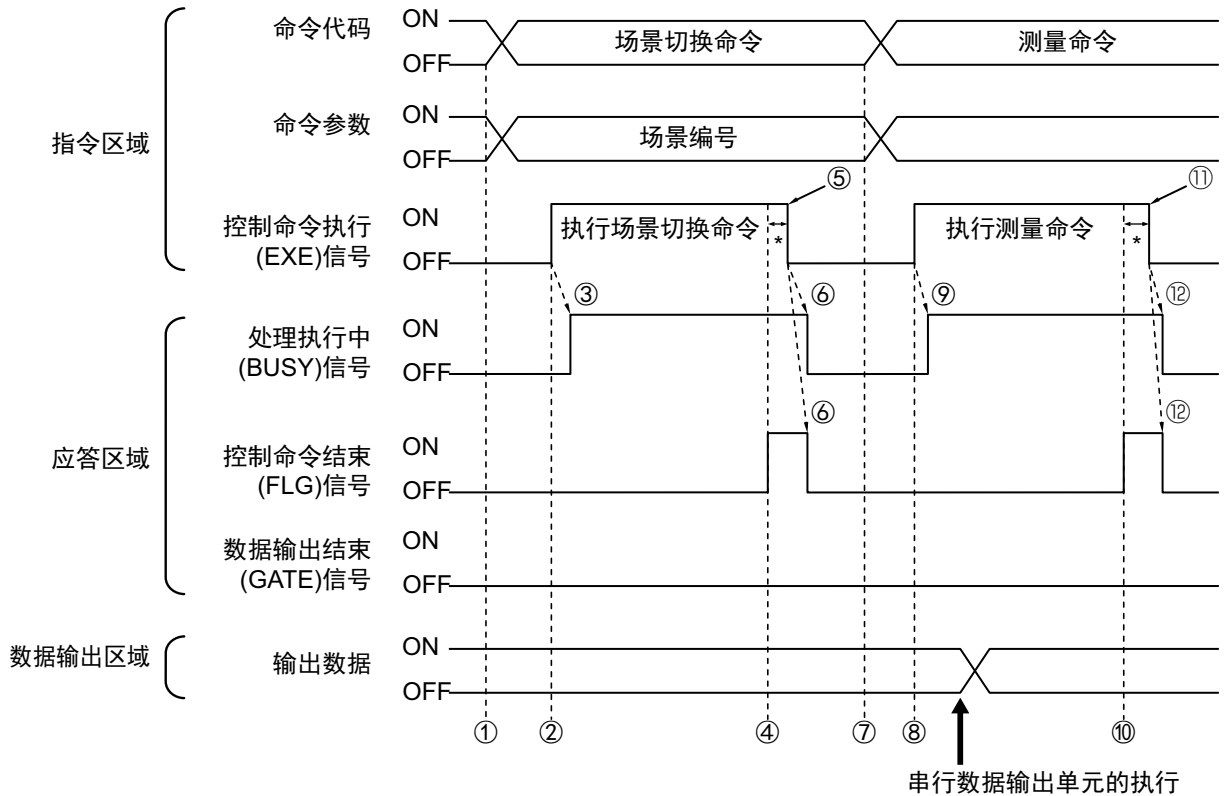 命令代码
ON
OFF
场景切换命令
测量命令
指令区域
命令参数
ON
OFF
场景编号
⑤
⑪
控制命令执行
(EXE)信号
ON
OFF
执行场景切换命令
*
执行测量命令
*
③
⑥
⑨
⑫
处理执行中
(BUSY)信号
ON
OFF
⑥
⑫
应答区域
控制命令结束
(FLG)信号
ON
OFF
数据输出结束
(GATE)信号
ON
OFF
数据输出区域
输出数据
ON
OFF
① ② ④ ⑦ ⑧ ⑩
串行数据输出单元的执行